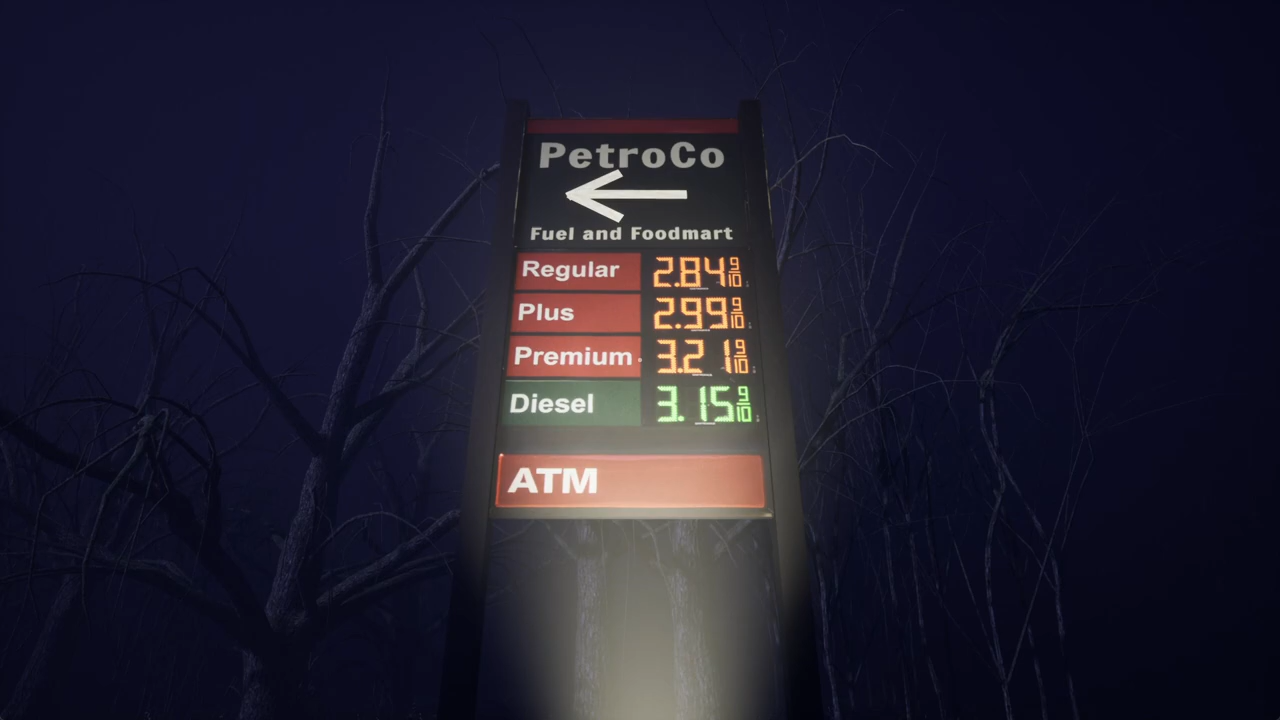 PetroCo
Fuel and Foodmart
Regular 2.84 9/10
Plus 2.99 9/10
Premium 3.21 9/10
Diesel 3.15 9/10
ATM